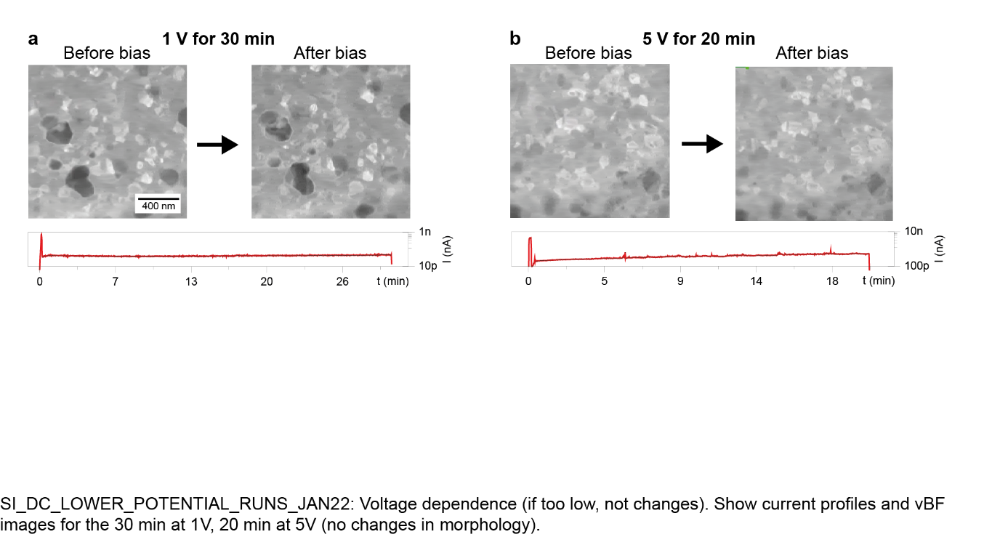 a
1 V for 30 min
Before bias
After bias
400 nm
1n
10p
I (nA)
0 7 13 20 26 t (min)
b
5 V for 20 min
Before bias
After bias
10n
100p
I (nA)
0 5 9 14 18 t (min)
SI_DC_LOWER_POTENTIAL_RUNS_JAN22: Voltage dependence (if too low, not changes). Show current profiles and vBF
images for the 30 min at 1V, 20 min at 5V (no changes in morphology).